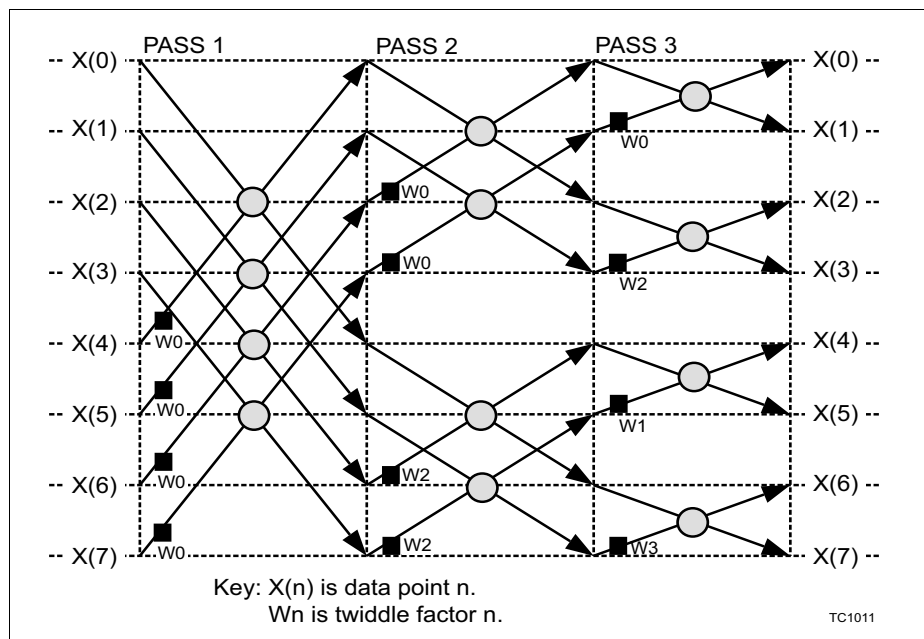 PASS 1 PASS 2 PASS 3
X(0) X(0)
X(1) X(1)
W0
X(2) X(2)
W0
X(3) X(3)
W0 W2
X(4) X(4)
W0
X(5) X(5)
W0 W1
X(6) X(6)
W0 W2
X(7) X(7)
W0 W2 W3
Key: X(n) is data point n.
Wn is twiddle factor n.
TC1011